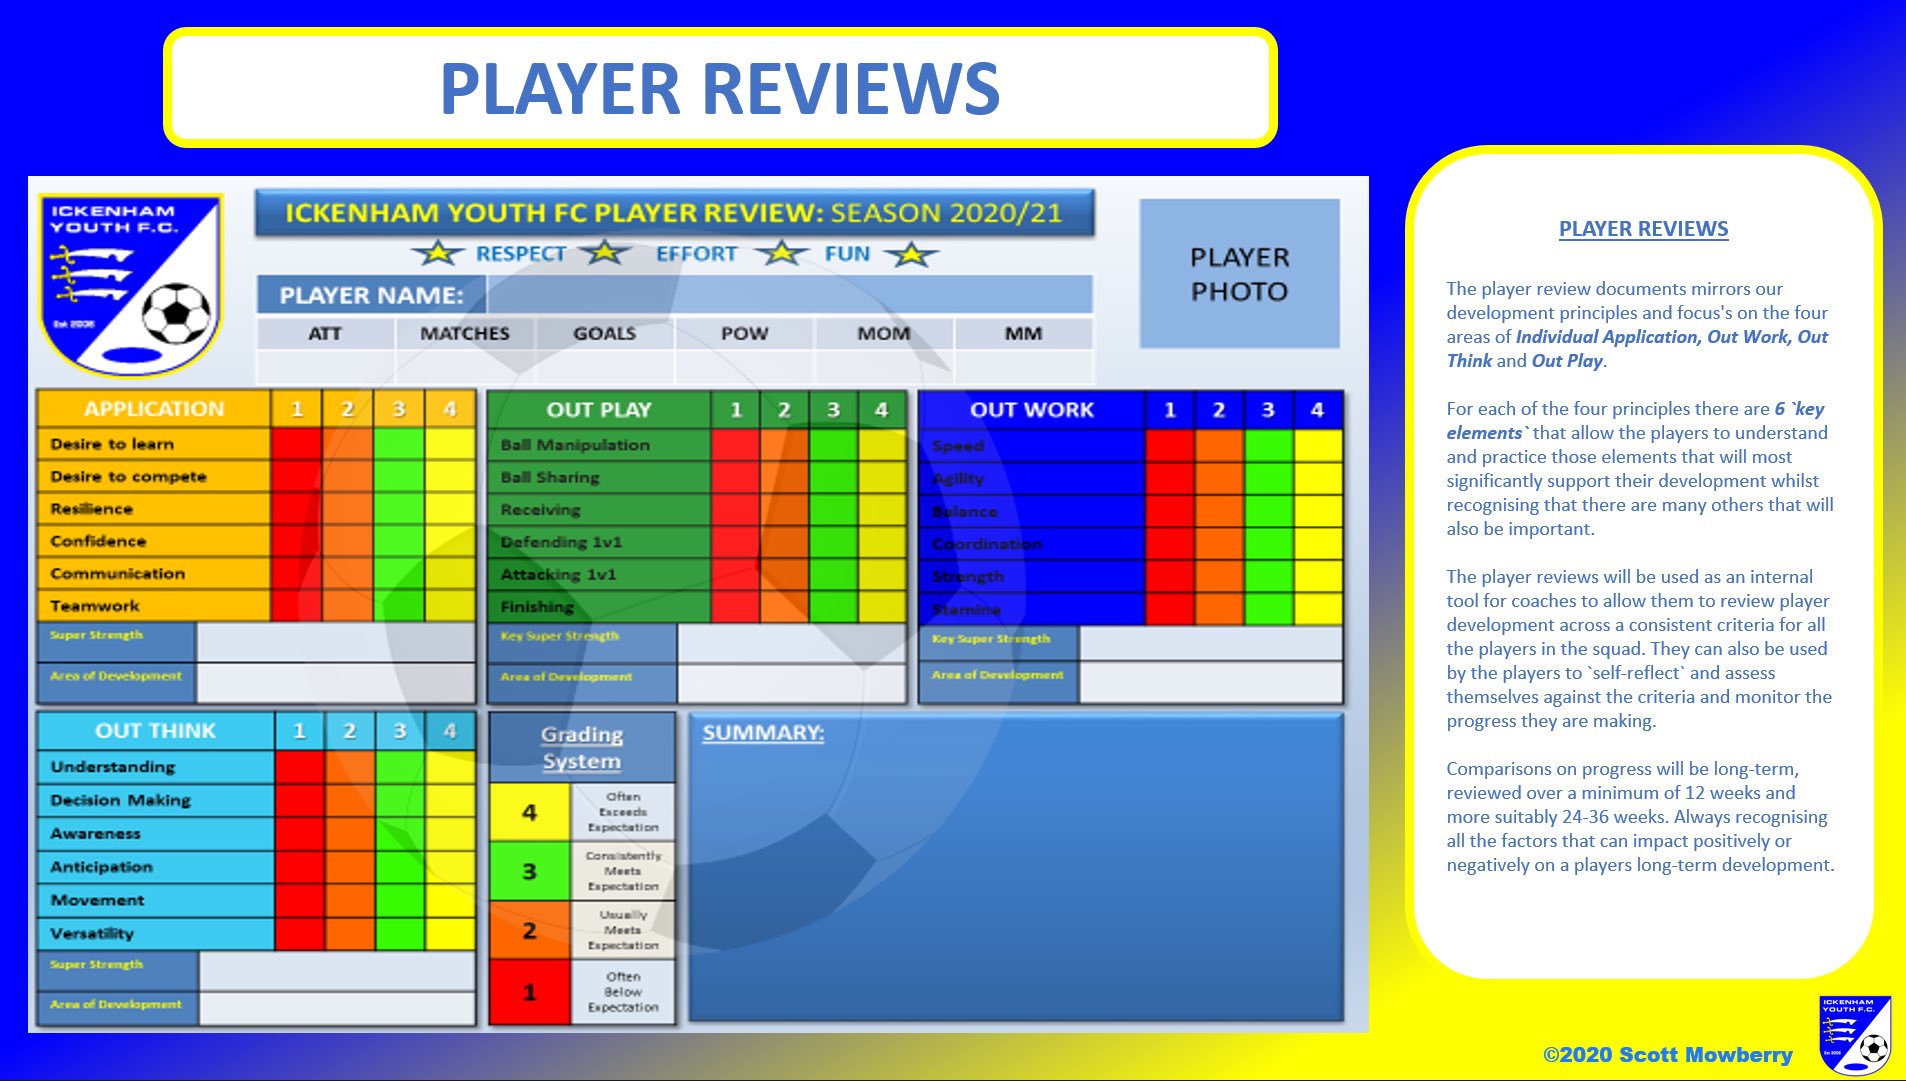 PLAYER REVIEWS
ICKENHAM
YOUTH F.C.
Est 2008
ICKENHAM YOUTH FC PLAYER REVIEW: SEASON 2020/21
RESPECT EFFORT FUN
PLAYER NAME:
ATT MATCHES GOALS POW MOM MM
PLAYER
PHOTO
APPLICATION 1 2 3 4
Desire to learn
Desire to compete
Resilience
Confidence
Communication
Teamwork
Super Strength
Area of Development
OUT PLAY 1 2 3 4
Ball Manipulation
Ball Sharing
Receiving
Defending 1v1
Attacking 1v1
Finishing
Key Super Strength
Area of Development
OUT WORK 1 2 3 4
Speed
Agility
Balance
Coordination
Strength
Stamina
Key Super Strength
Area of Development
OUT THINK 1 2 3 4
Understanding
Decision Making
Awareness
Anticipation
Movement
Versatility
Super Strength
Area of Development
Grading
System
4 Often
Exceeds
Expectation
3 Consistently
Meets
Expectation
2 Usually
Meets
Expectation
1 Often
Below
Expectation
SUMMARY:
PLAYER REVIEWS
The player review documents mirrors our
development principles and focus's on the four
areas of Individual Application, Out Work, Out
Think and Out Play.
For each of the four principles there are 6 `key
elements` that allow the players to understand
and practice those elements that will most
significantly support their development whilst
recognising that there are many others that will
also be important.
The player reviews will be used as an internal
tool for coaches to allow them to review player
development across a consistent criteria for all
the players in the squad. They can also be used
by the players to `self-reflect` and assess
themselves against the criteria and monitor the
progress they are making.
Comparisons on progress will be long-term,
reviewed over a minimum of 12 weeks and
more suitably 24-36 weeks. Always recognising
all the factors that can impact positively or
negatively on a players long-term development.
©2020 Scott Mowberry
ICKENHAM
YOUTH F.C.